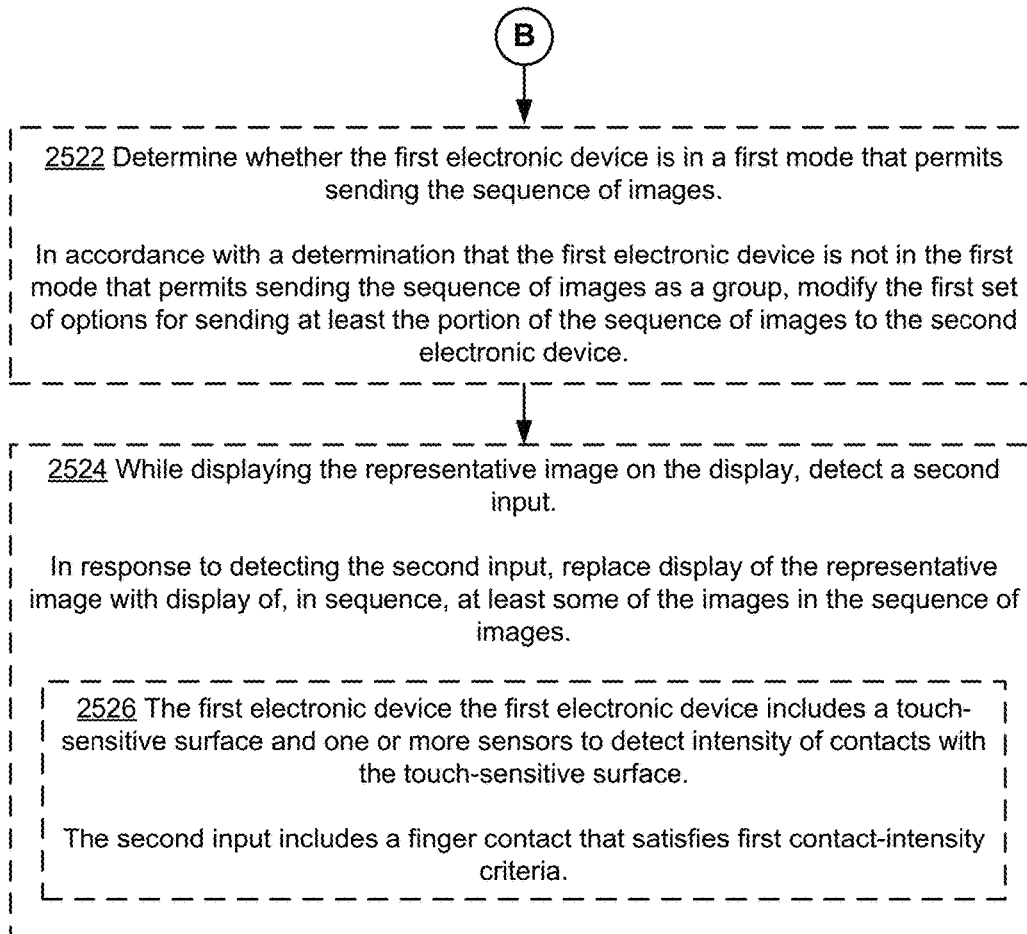 B
2522 Determine whether the first electronic device is in a first mode that permits
sending the sequence of images.
In accordance with a determination that the first electronic device is not in the first
mode that permits sending the sequence of images as a group, modify the first set
of options for sending at least the portion of the sequence of images to the second
electronic device.
2524 While displaying the representative image on the display, detect a second
input.
In response to detecting the second input, replace display of the representative
image with display of, in sequence, at least some of the images in the sequence of
images.
2526 The first electronic device the first electronic device includes a touch-
sensitive surface and one or more sensors to detect intensity of contacts with
the touch-sensitive surface.
The second input includes a finger contact that satisfies first contact-intensity
criteria.